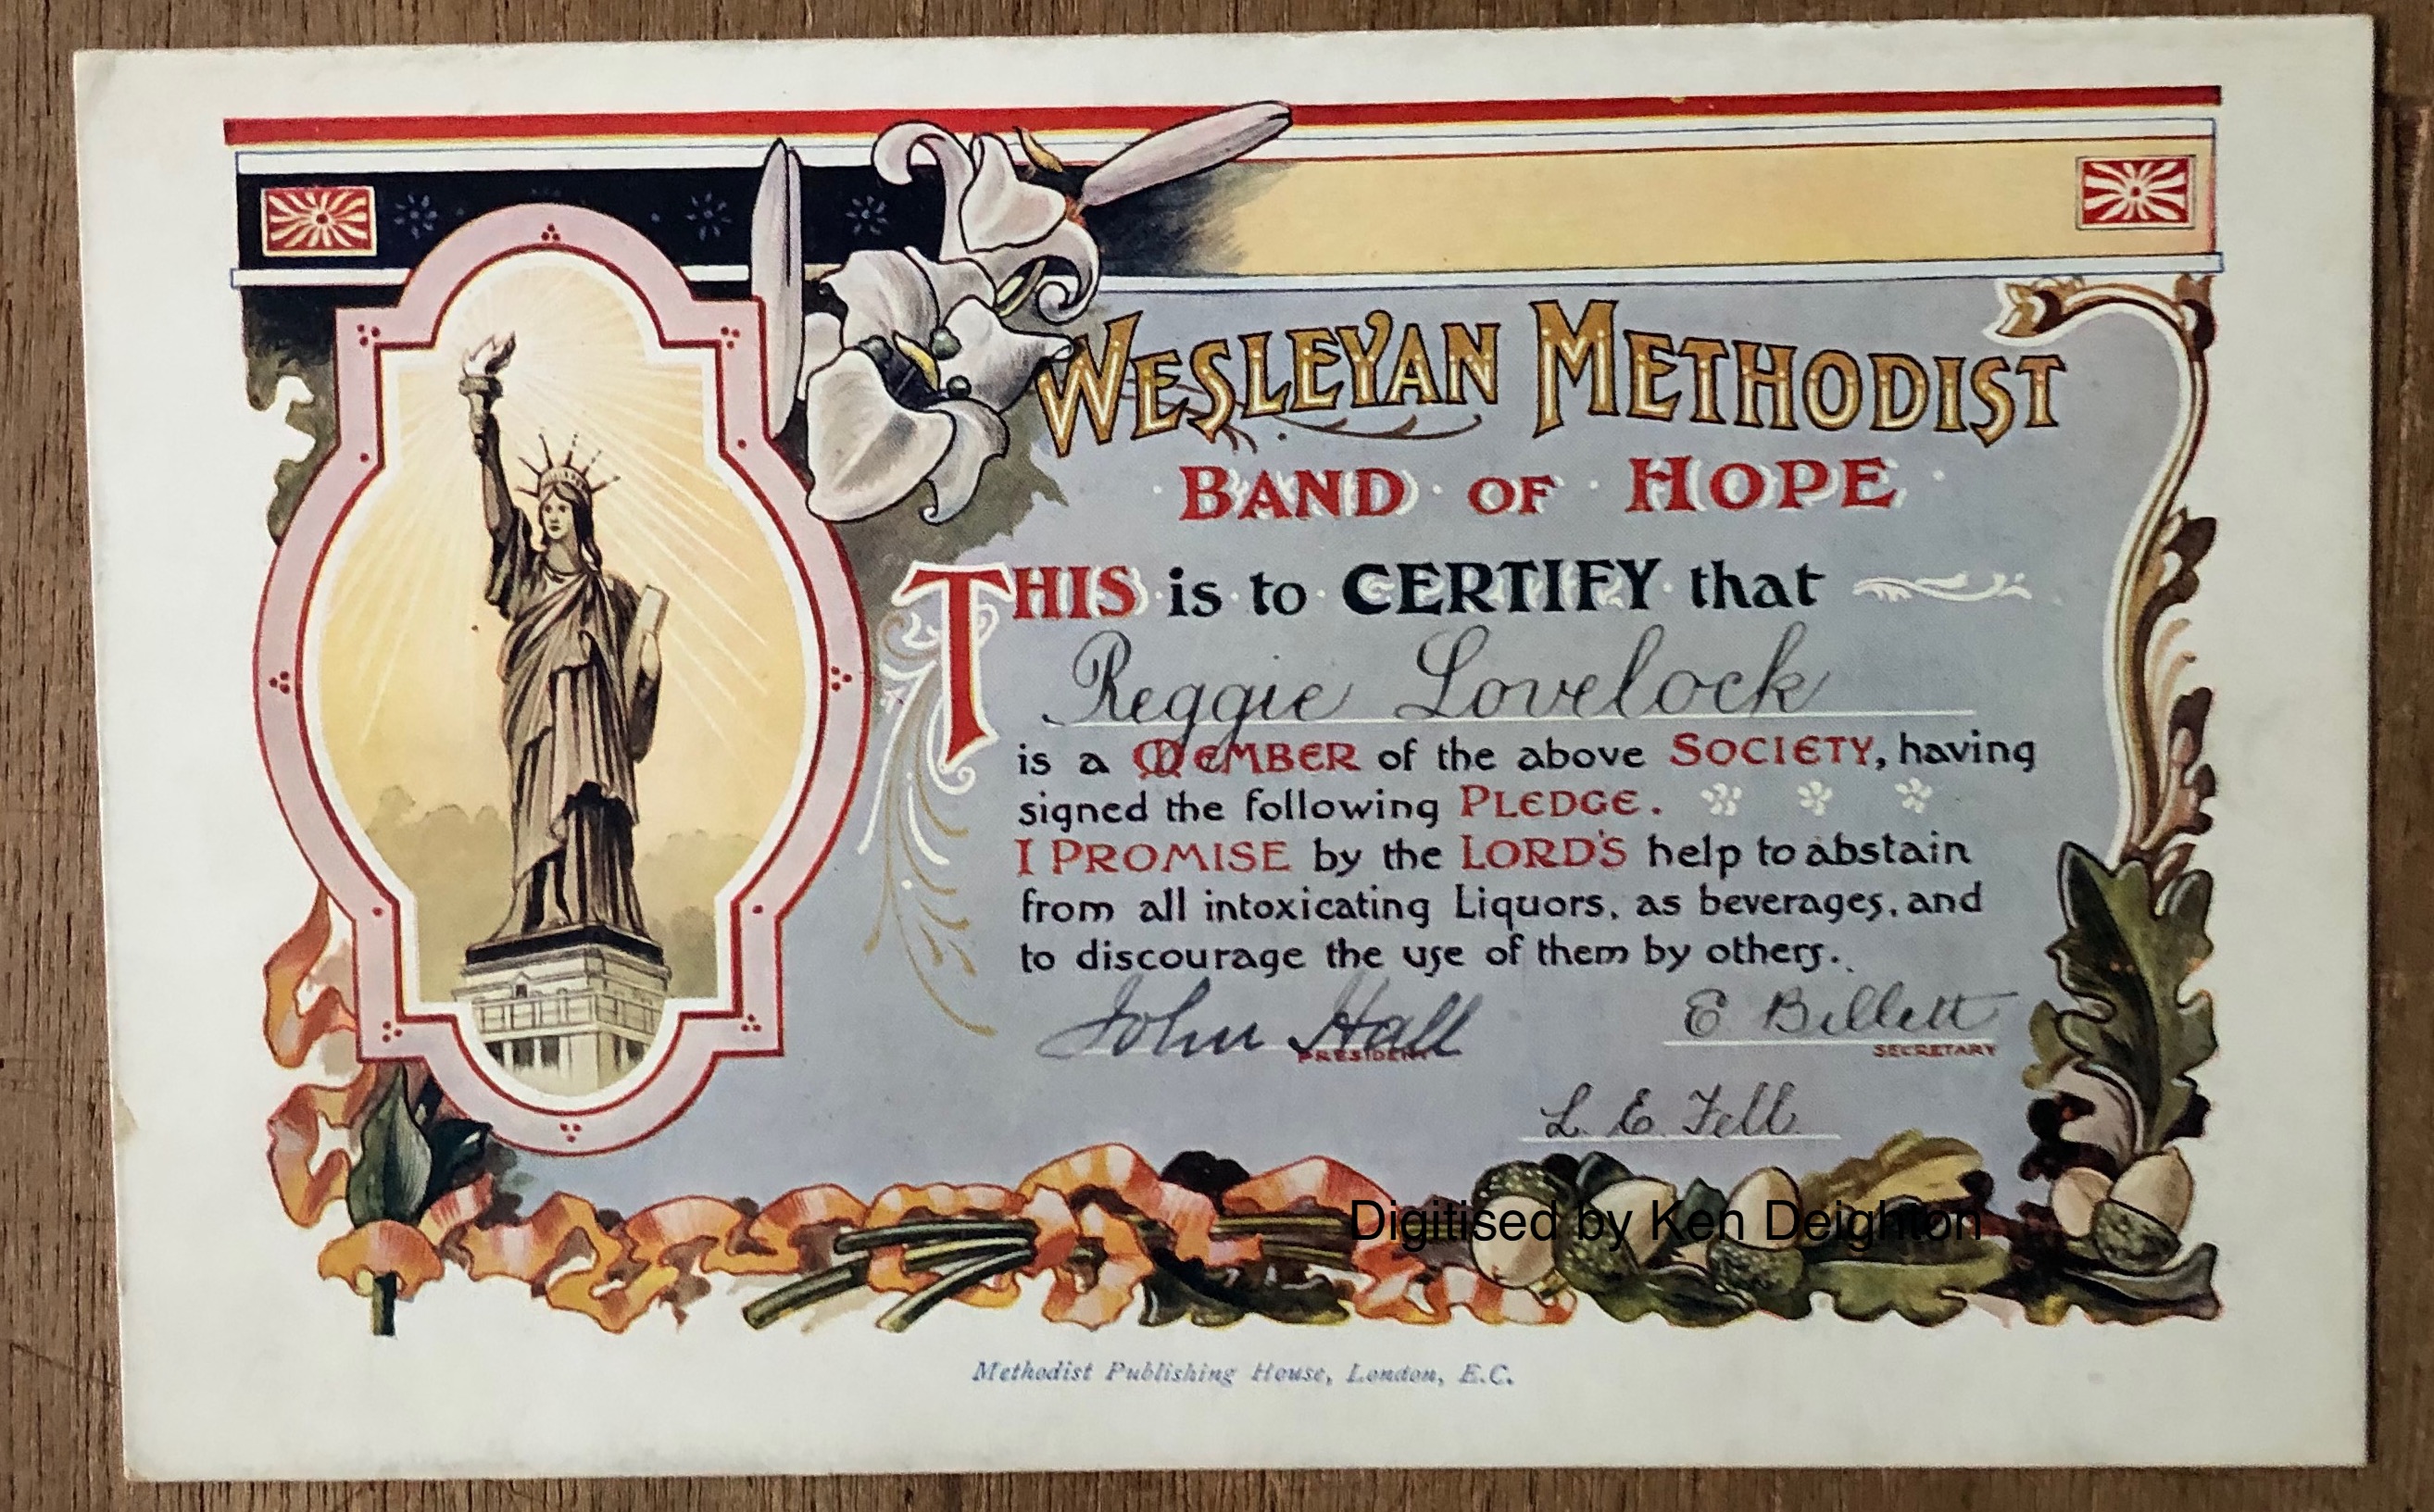 WESLEYAN METHODIST
BAND OF HOPE
THIS is to CERTIFY that
Reggie Lovelock
is a MEMBER of the above SOCIETY, having
signed the following PLEDGE.
I PROMISE by the LORD'S help to abstain
from all intoxicating Liquors, as beverages, and
to discourage the use of them by others.
John Hall E Billett
PRESIDENT SECRETARY
L. E. Fell
Digitised by Ken Deighton
Methodist Publishing House, London, E.C.